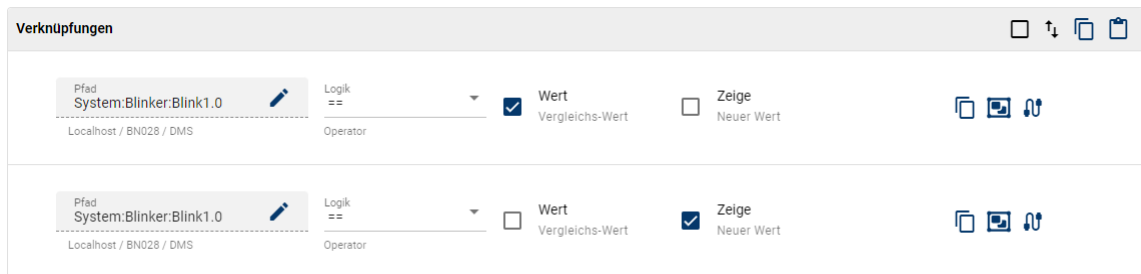 Verknüpfungen
Pfad
System:Blinker:Blink1.0
Localhost / BN028 / DMS
Logik
==
Operator
Wert
Vergleichs-Wert
Zeige
Neuer Wert
Pfad
System:Blinker:Blink1.0
Localhost / BN028 / DMS
Logik
==
Operator
Wert
Vergleichs-Wert
Zeige
Neuer Wert